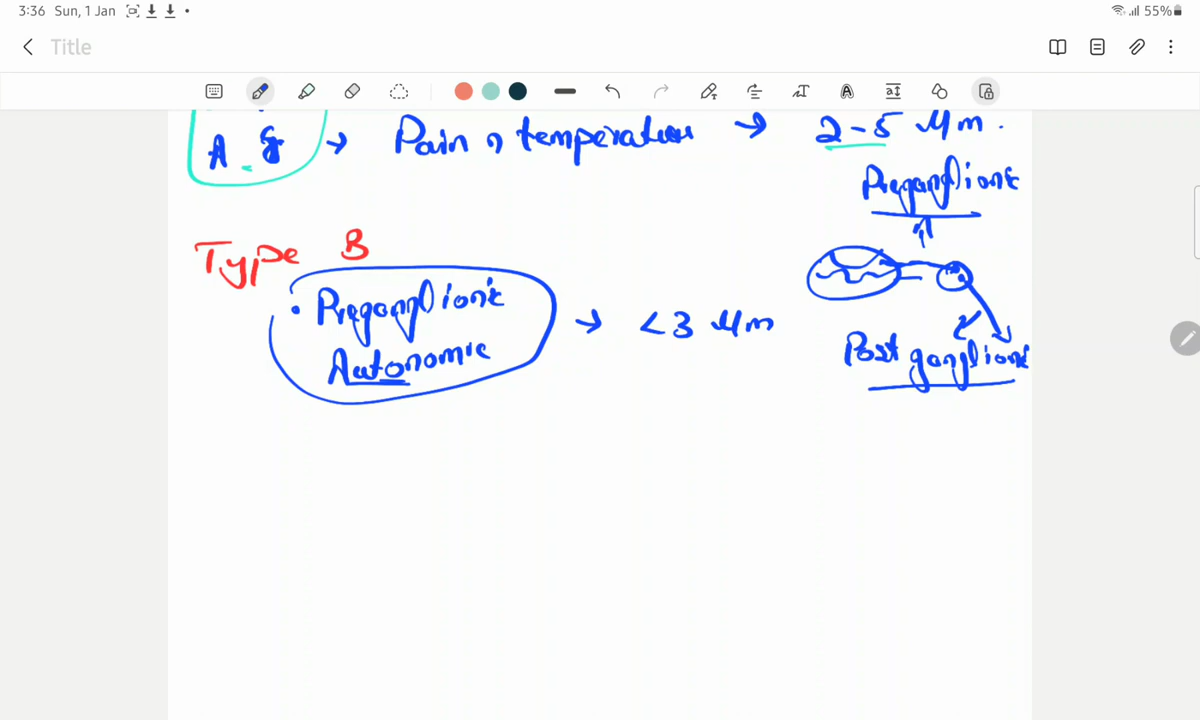 3:36 Sun, 1 Jan 55%
Title
A δ → Pain, temperature → 2-5 μm.
Preganglionic
Type B
• Preganglionic
Autonomic → <3 μm
Post ganglionic